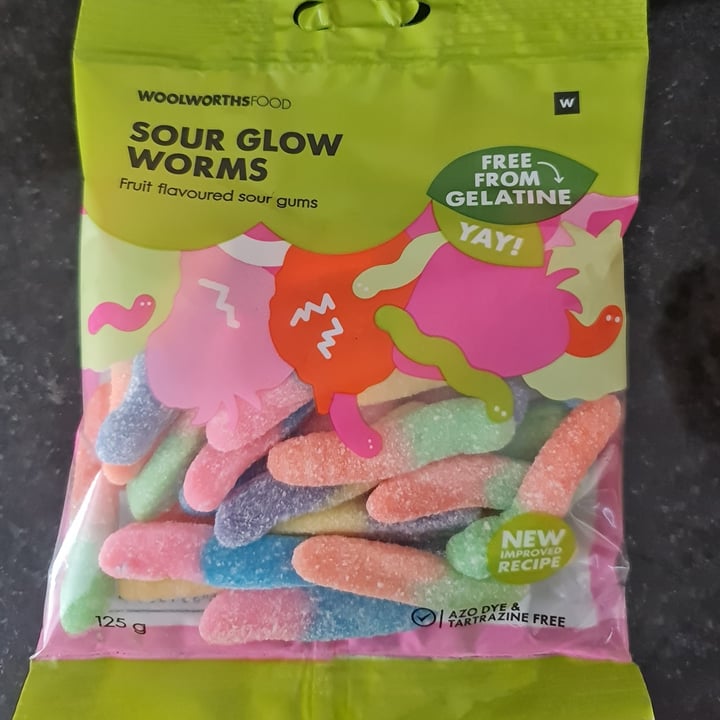 WOOLWORTHSFOOD
W
SOUR GLOW
WORMS
Fruit flavoured sour gums
FREE
FROM
GELATINE
YAY!
NEW
IMPROVED
RECIPE
125 g
AZO DYE &
TARTRAZINE FREE